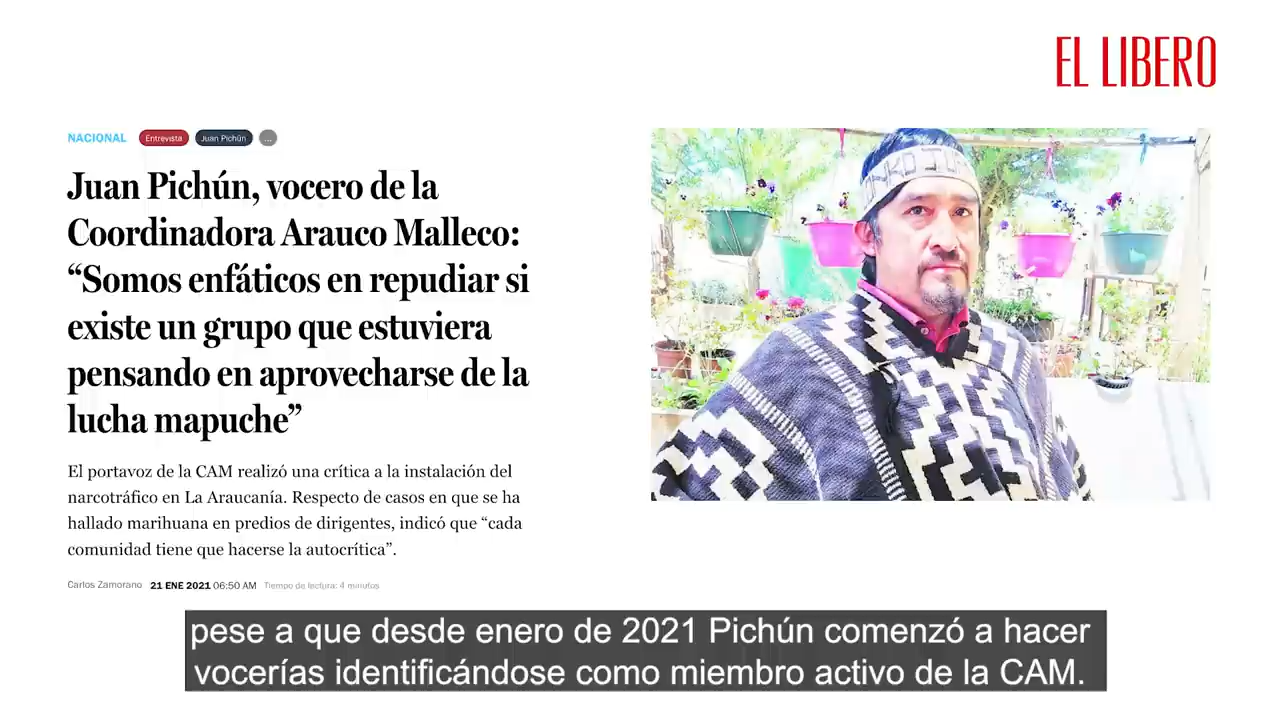 EL LIBERO
NACIONAL Entrevista Juan Pichún ...
Juan Pichún, vocero de la
Coordinadora Arauco Malleco:
“Somos enfáticos en repudiar si
existe un grupo que estuviera
pensando en aprovecharse de la
lucha mapuche”
El portavoz de la CAM realizó una crítica a la instalación del
narcotráfico en La Araucanía. Respecto de casos en que se ha
hallado marihuana en predios de dirigentes, indicó que “cada
comunidad tiene que hacerse la autocrítica”.
Carlos Zamorano 21 ENE 2021 06:50 AM Tiempo de lectura: 4 minutos
pese a que desde enero de 2021 Pichún comenzó a hacer
vocerías identificándose como miembro activo de la CAM.